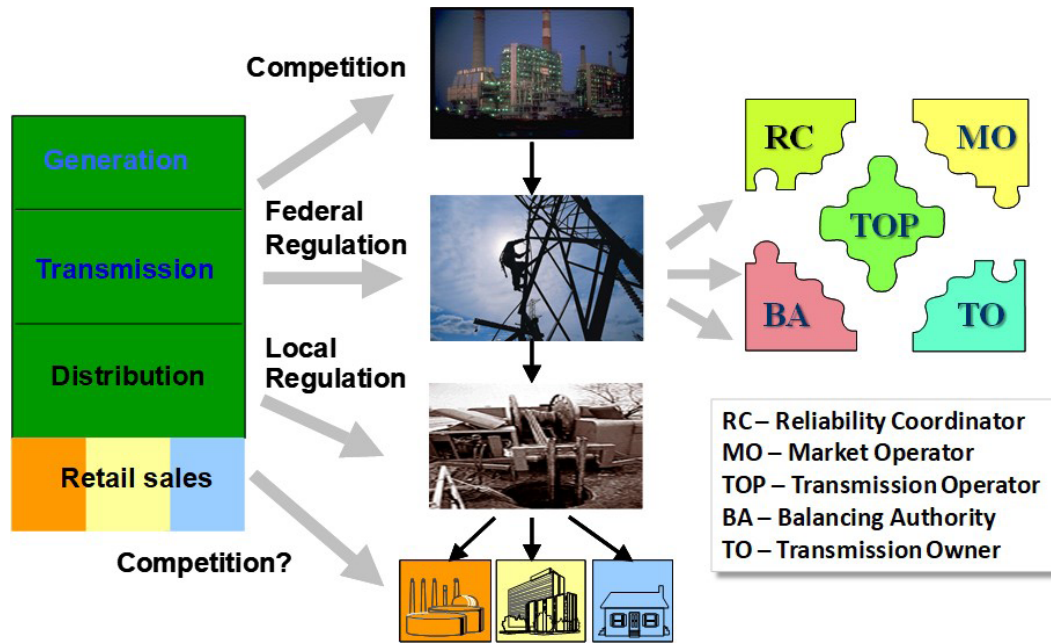 Competition
Generation
Federal
Regulation
Transmission
Local
Regulation
Distribution
Retail sales
Competition?
RC
MO
TOP
BA
TO
RC – Reliability Coordinator
MO – Market Operator
TOP – Transmission Operator
BA – Balancing Authority
TO – Transmission Owner